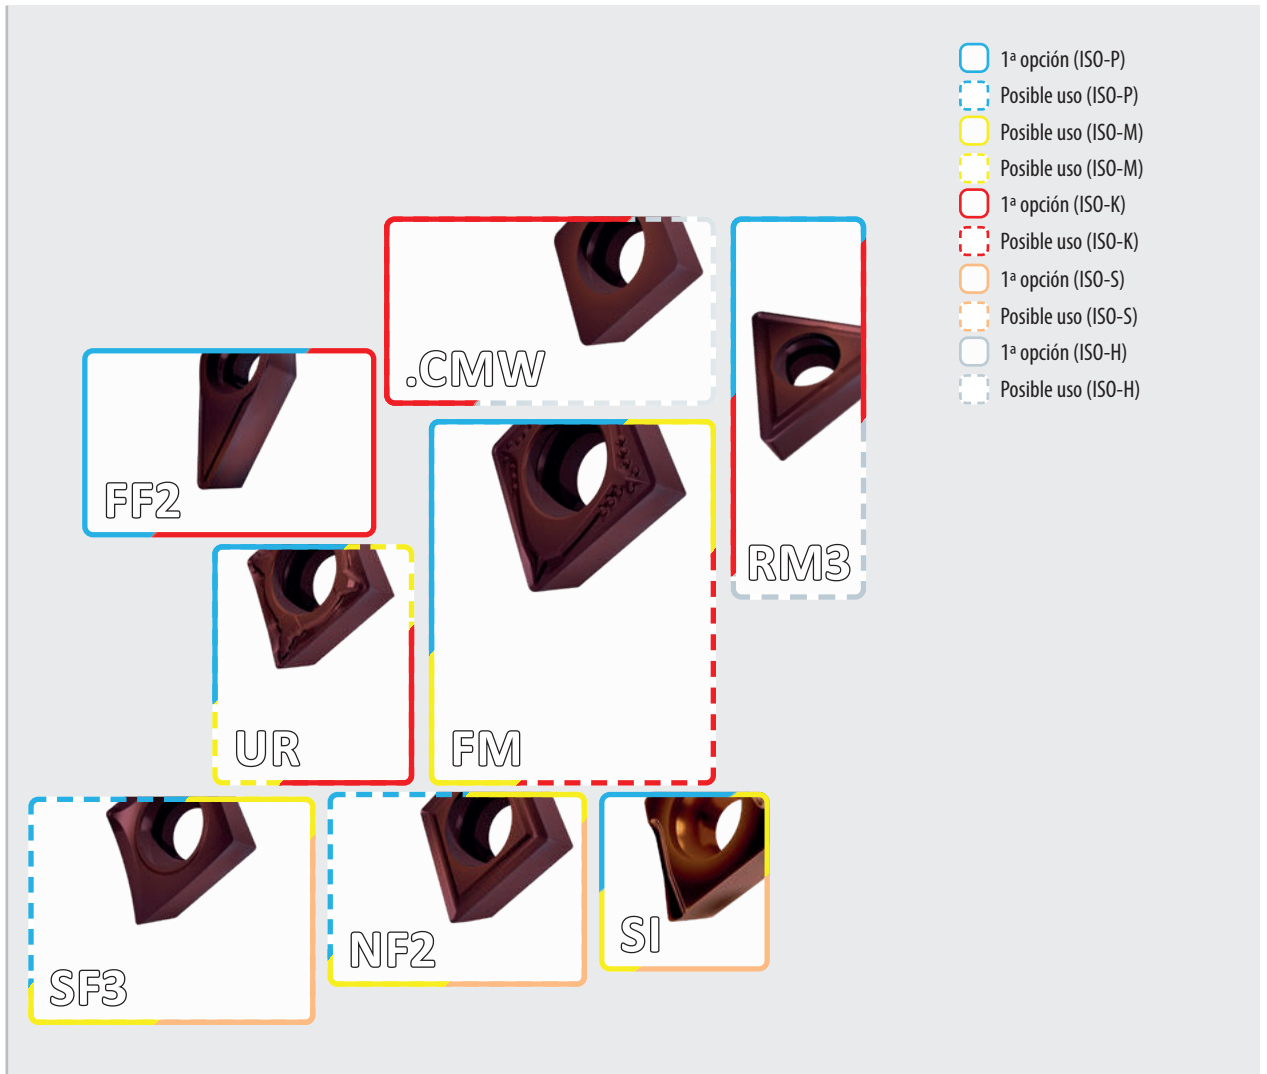 1ª opción (ISO-P)
Posible uso (ISO-P)
Posible uso (ISO-M)
Posible uso (ISO-M)
1ª opción (ISO-K)
Posible uso (ISO-K)
1ª opción (ISO-S)
Posible uso (ISO-S)
1ª opción (ISO-H)
Posible uso (ISO-H)
.CMW
FF2
RM3
UR
FM
SF3
NF2
SI